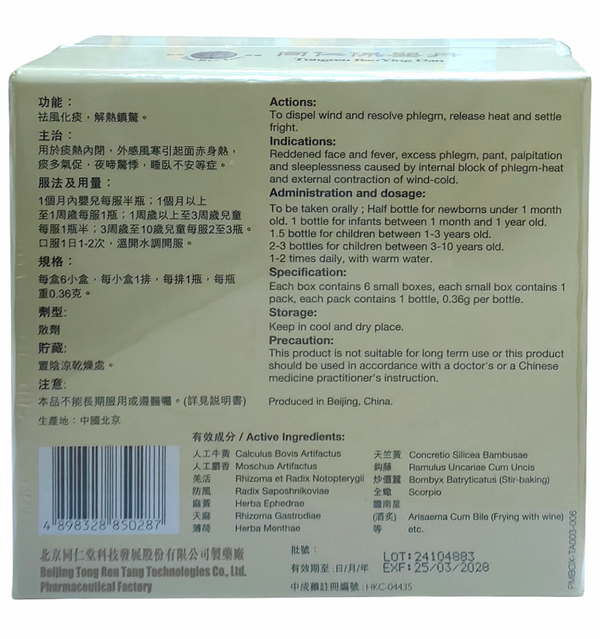 同仁保嬰丹
Tongren BaoYing Dan
功能：
祛風化痰，解熱鎮驚。
主治：
用於痰熱內閉，外感風寒引起面赤身熱，
痰多氣促，夜啼驚悸，睡臥不安等症。
服法及用量：
1個月內嬰兒每服半瓶；1個月以上
至1周歲每服1瓶；1周歲以上至3周歲兒童
每服1瓶半；3周歲至10歲兒童每服2至3瓶。
口服1日1-2次，溫開水調開服。
規格：
每盒6小盒，每小盒1排，每排1瓶，每瓶
重0.36克。
劑型:
散劑
貯藏:
置陰涼乾燥處。
注意:
本品不能長期服用或遵醫囑。(詳見說明書)
生產地：中國北京
Actions:
To dispel wind and resolve phlegm, release heat and settle
fright.
Indications:
Reddened face and fever, excess phlegm, pant, palpitation
and sleeplessness caused by internal block of phlegm-heat
and external contraction of wind-cold.
Administration and dosage:
To be taken orally ; Half bottle for newborns under 1 month
old. 1 bottle for infants between 1 month and 1 year old.
1.5 bottle for children between 1-3 years old.
2-3 bottles for children between 3-10 years old.
1-2 times daily, with warm water.
Specification:
Each box contains 6 small boxes, each small box contains 1
pack, each pack contains 1 bottle, 0.36g per bottle.
Storage:
Keep in cool and dry place.
Precaution:
This product is not suitable for long term use or this product
should be used in accordance with a doctor's or a Chinese
medicine practitioner's instruction.
Produced in Beijing, China.
有效成分 / Active Ingredients:
人工牛黃 Calculus Bovis Artifactus
人工麝香 Moschus Artifactus
羌活 Rhizoma et Radix Notopterygii
防風 Radix Saposhnikoviae
麻黃 Herba Ephedrae
天麻 Rhizoma Gastrodiae
薄荷 Herba Menthae
天竺黃 Concretio Silicea Bambusae
鈎藤 Ramulus Uncariae Cum Uncis
炒僵蠶 Bombyx Batryticatus (Stir-baking)
全蠍 Scorpio
膽南星
(酒炙) Arisaema Cum Bile (Frying with wine)
等 etc.
4 898328 850287
北京同仁堂科技發展股份有限公司製藥廠
Beijing Tong Ren Tang Technologies Co., Ltd.
Pharmaceutical Factory
批號： LOT:24104883
有效期至：日/月/年 EXF:25/03/2028
中成藥註冊編號：HKC-04435
PMBOX-TA003-006